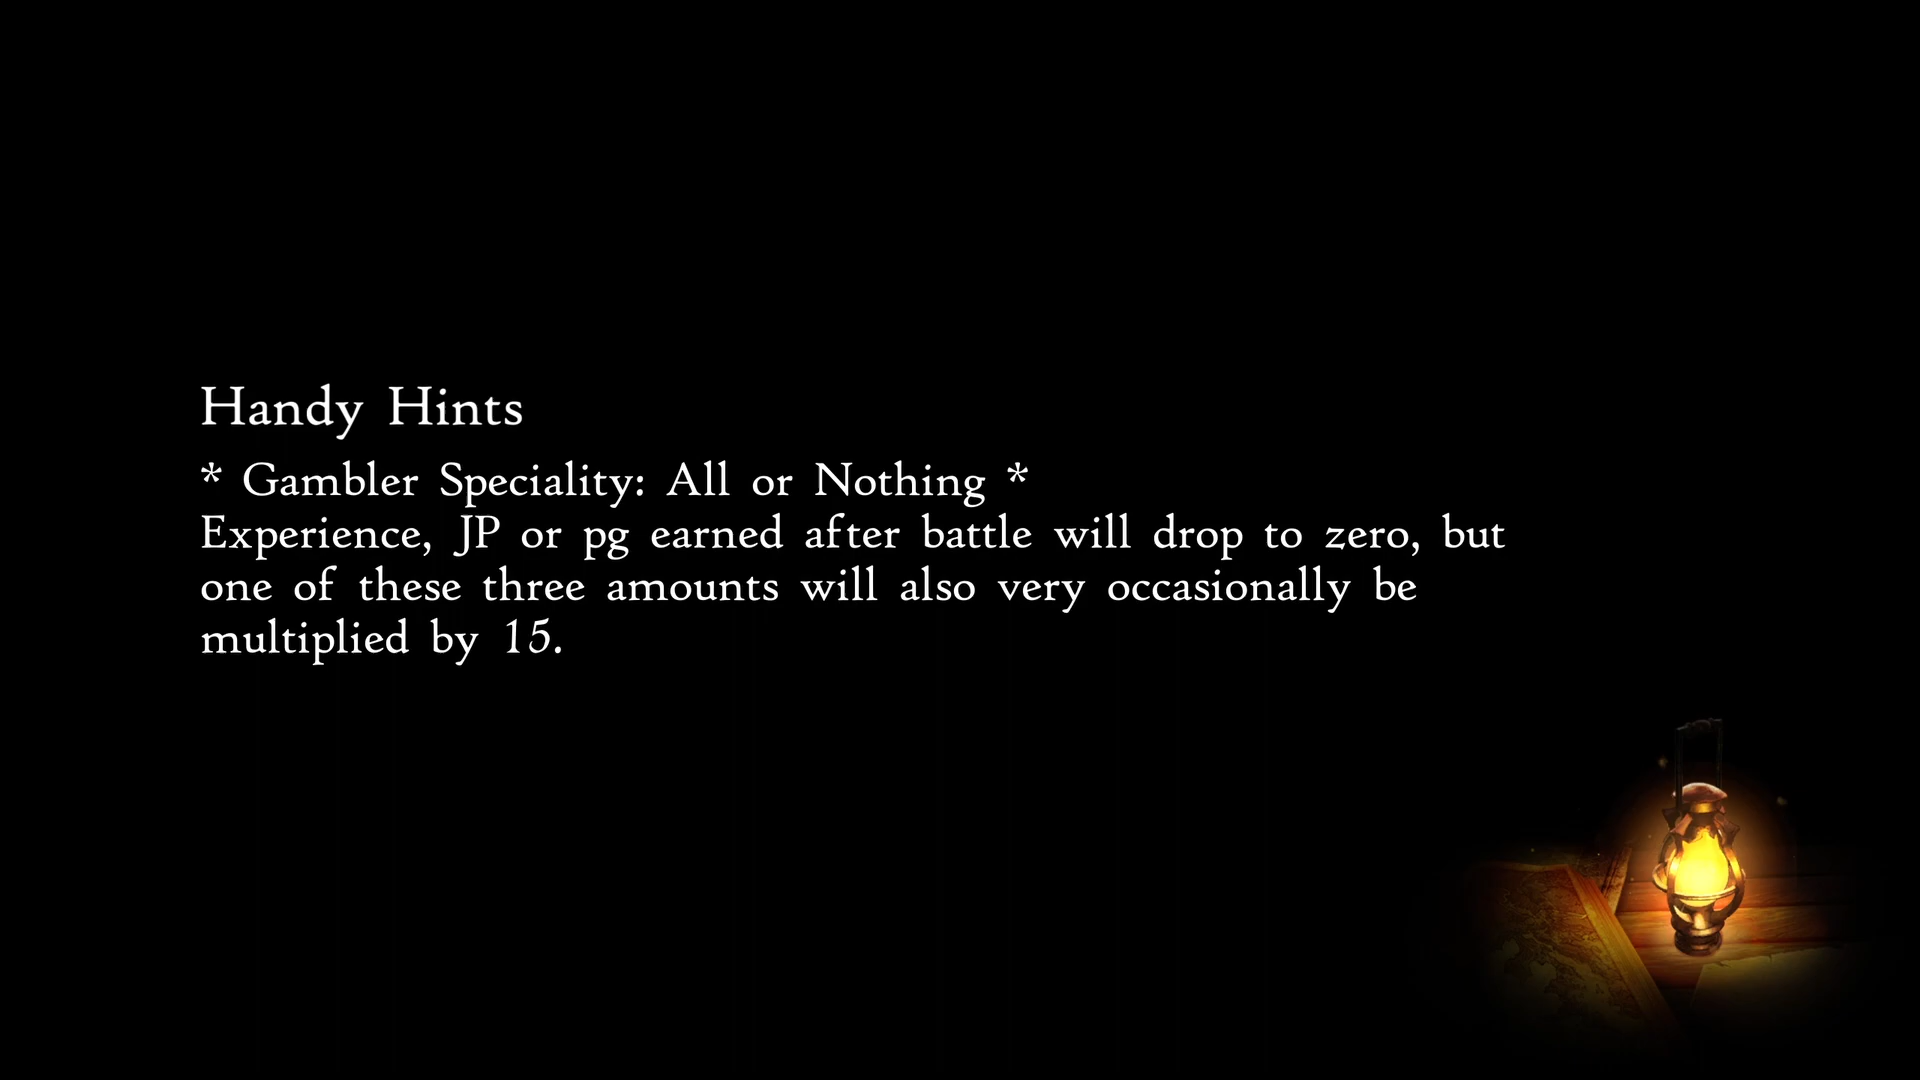 Handy Hints
* Gambler Speciality: All or Nothing *
Experience, JP or pg earned after battle will drop to zero, but
one of these three amounts will also very occasionally be
multiplied by 15.